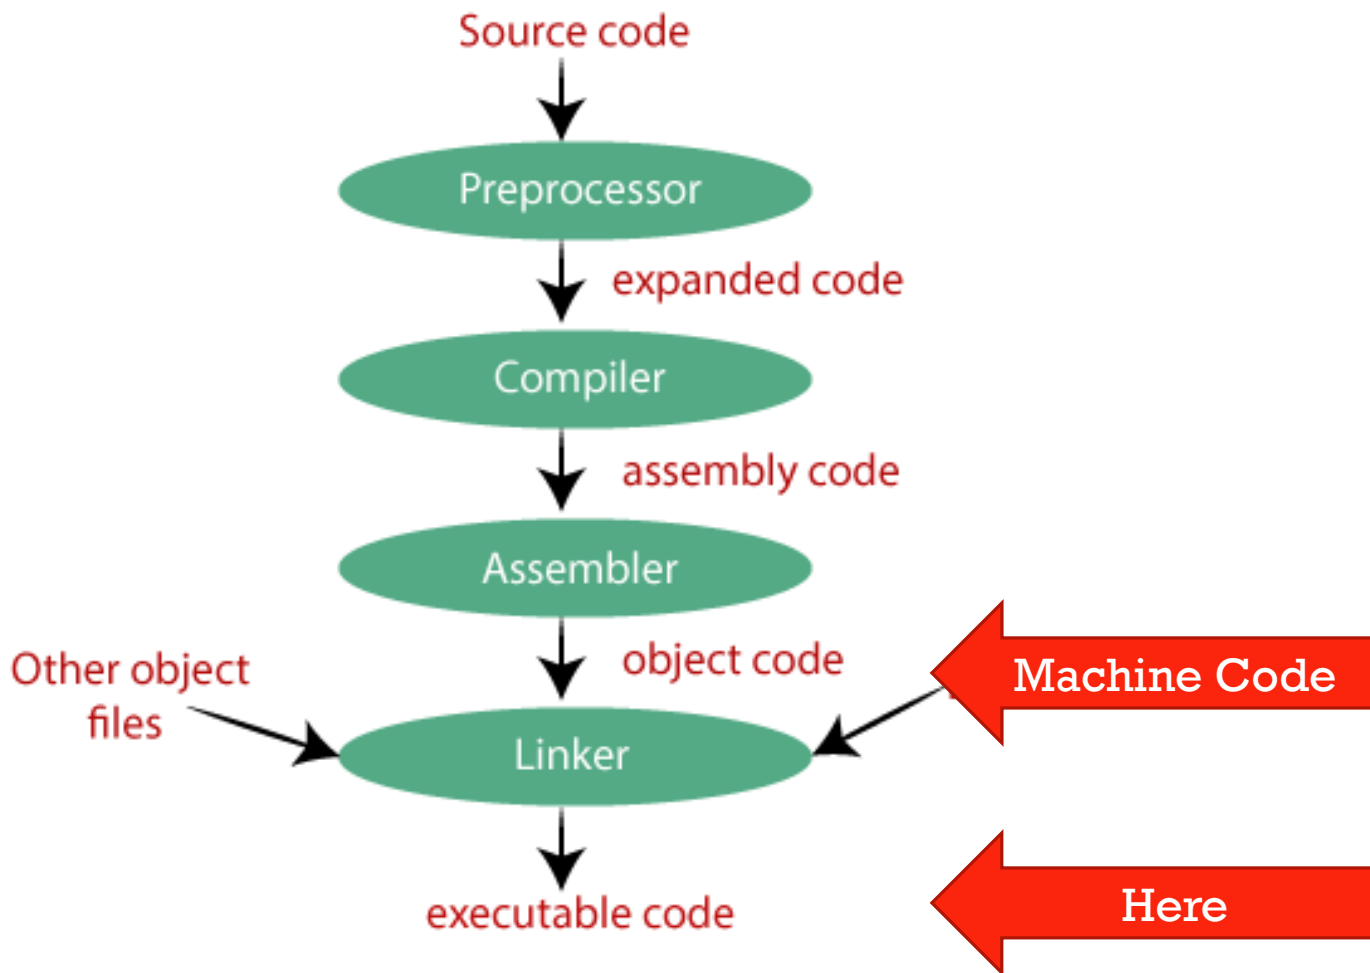 Source code
Preprocessor
expanded code
Compiler
assembly code
Assembler
object code
Machine Code
Other object
files
Linker
Here
executable code